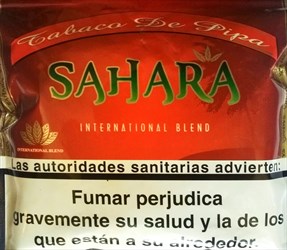 Tabaco De Pipa
SAHARA
INTERNATIONAL BLEND
INTERNATIONAL BLEND
Las autoridades sanitarias advierten:
Fumar perjudica
gravemente su salud y la de los
que están a su alrededor.